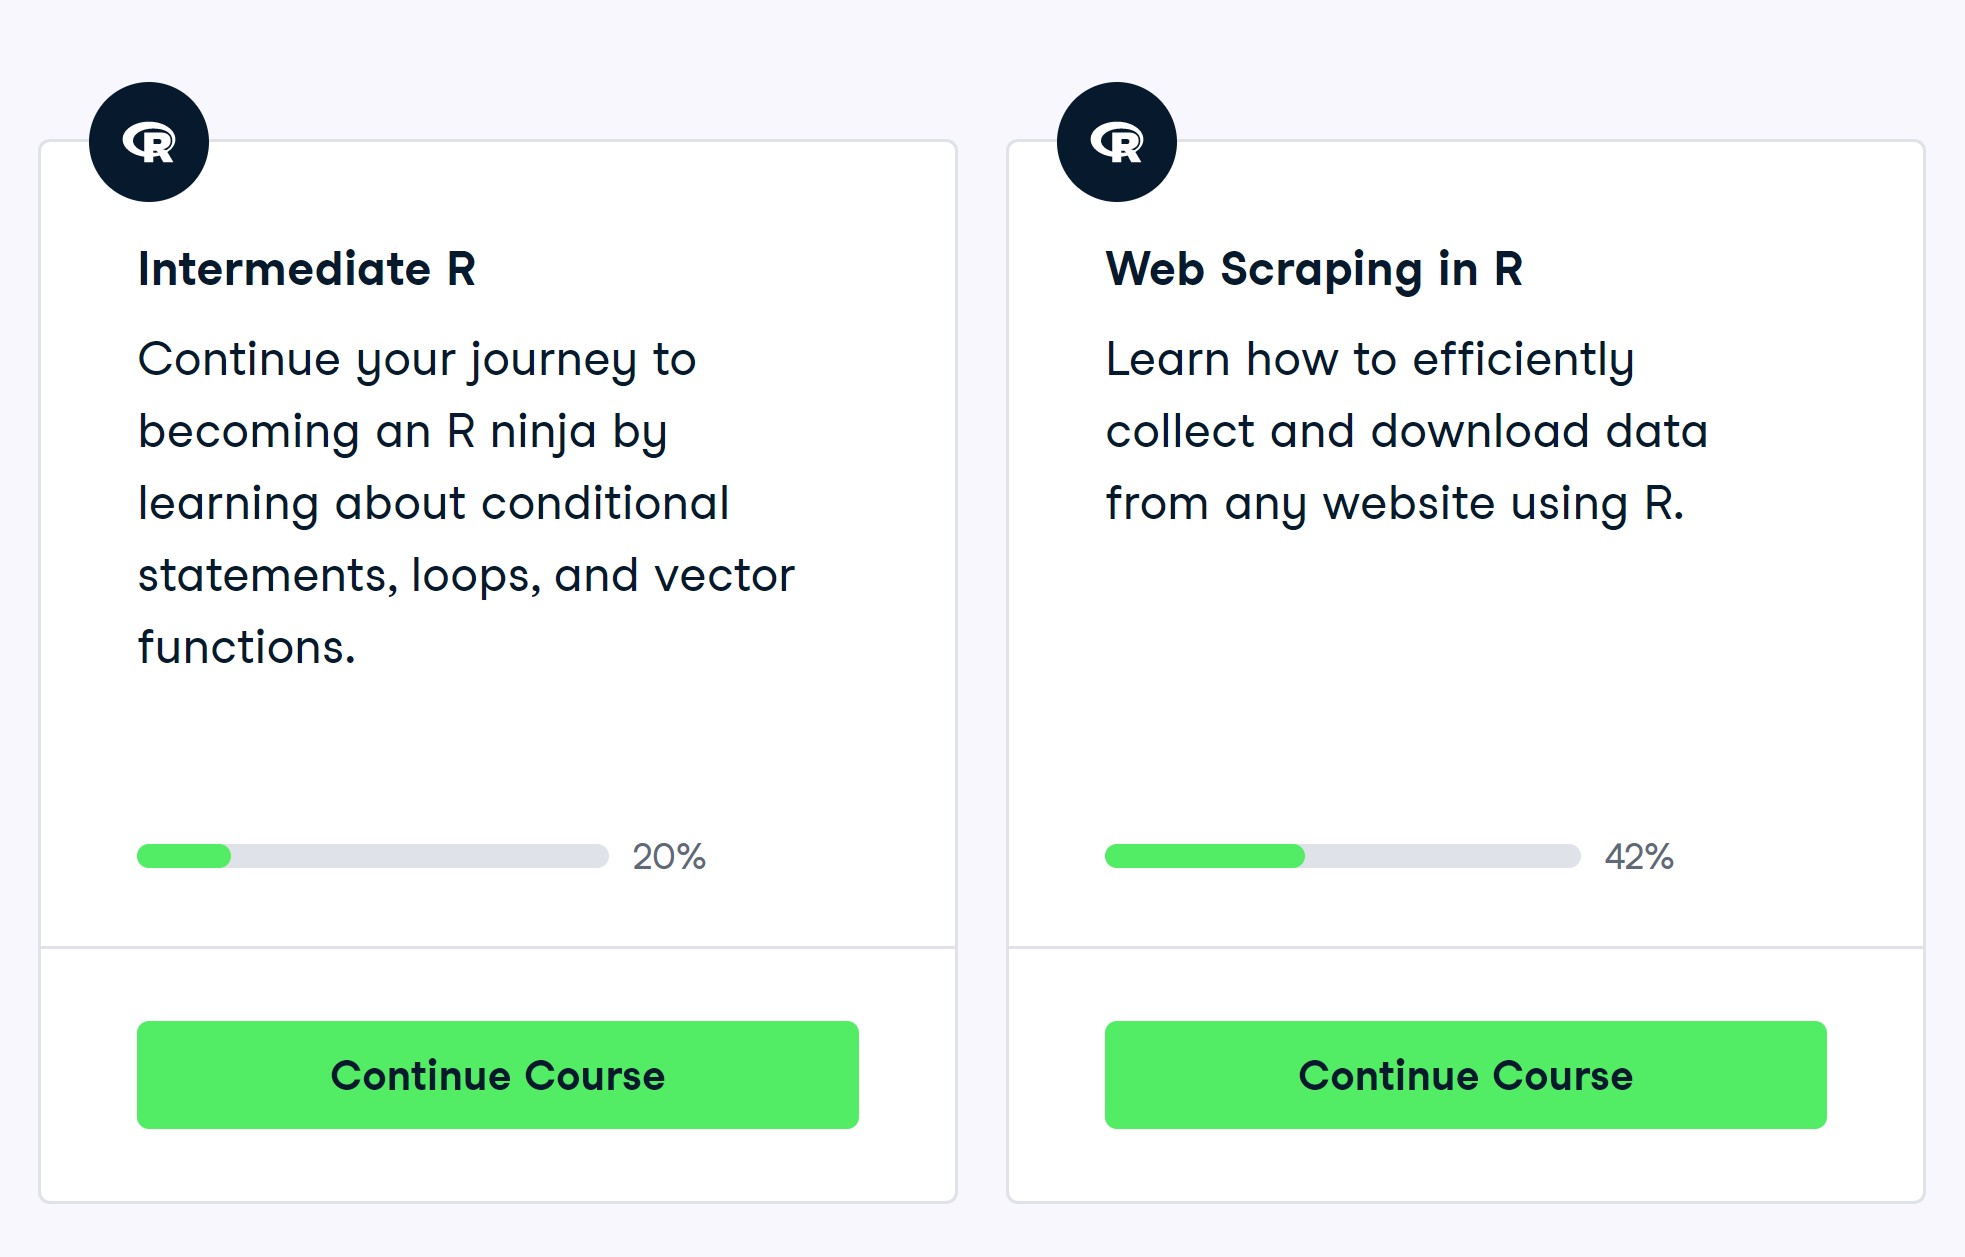 R
Intermediate R
Continue your journey to
becoming an R ninja by
learning about conditional
statements, loops, and vector
functions.
20%
Continue Course
R
Web Scraping in R
Learn how to efficiently
collect and download data
from any website using R.
42%
Continue Course